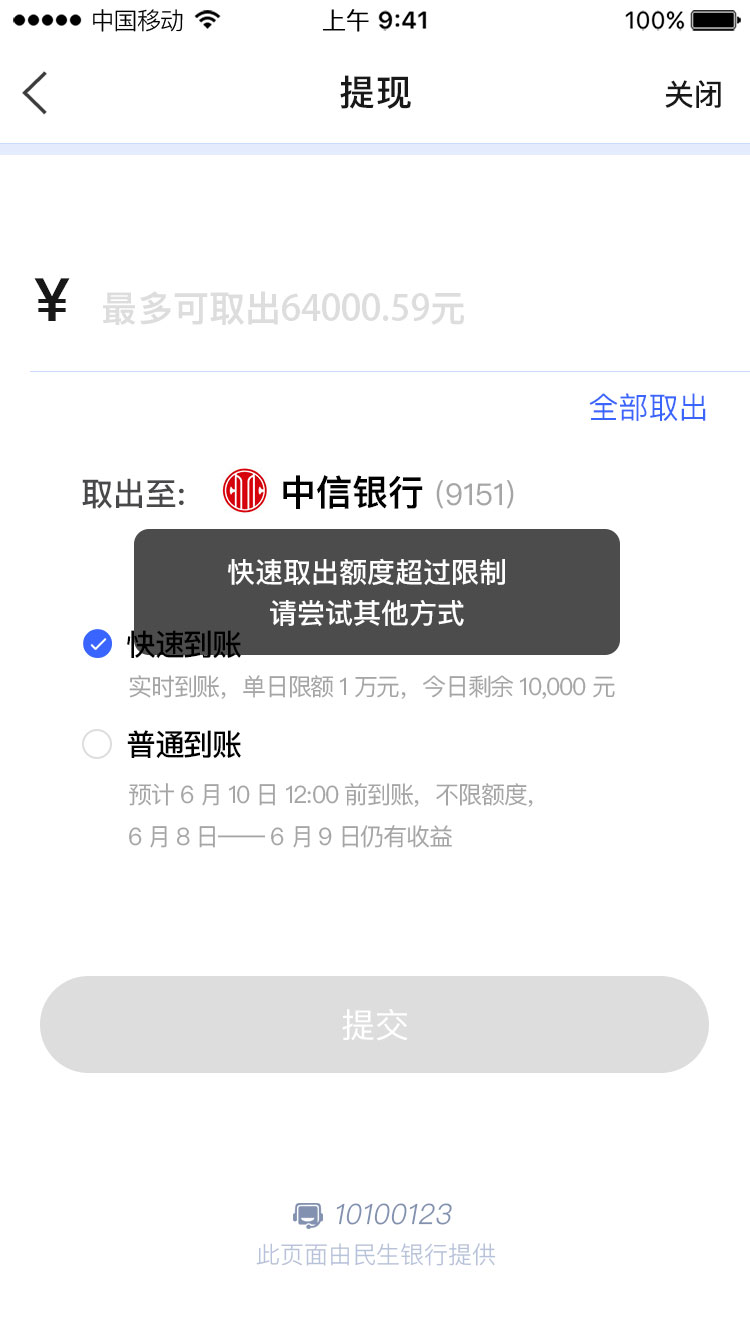 中国移动
上午 9:41
100%
提现
关闭
¥ 最多可取出64000.59元
全部取出
取出至: 中信银行 (9151)
快速取出额度超过限制
请尝试其他方式
快速到账
实时到账，单日限额 1 万元，今日剩余 10,000 元
普通到账
预计 6 月 10 日 12:00 前到账，不限额度，
6 月 8 日—— 6 月 9 日仍有收益
提交
10100123
此页面由民生银行提供